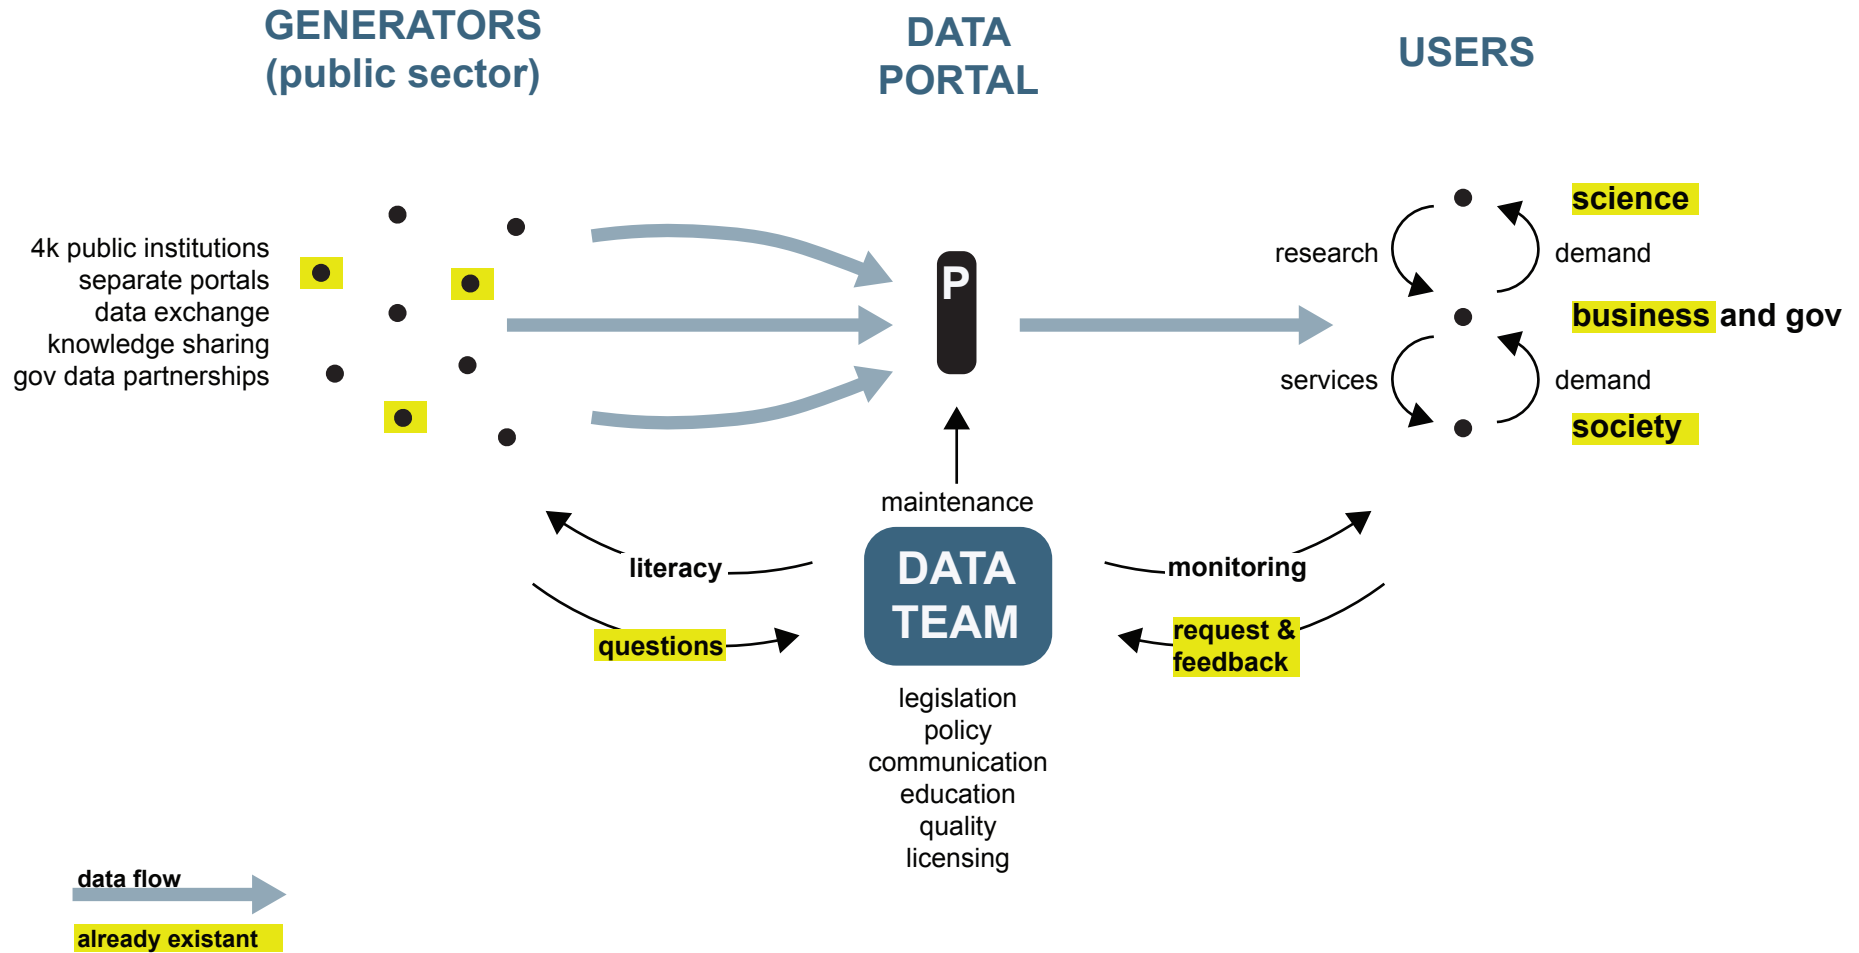 GENERATORS
(public sector)
DATA
PORTAL
USERS
4k public institutions
separate portals
data exchange
knowledge sharing
gov data partnerships
P
science
research
demand
business and gov
services
demand
society
maintenance
DATA
TEAM
literacy
questions
monitoring
request &
feedback
legislation
policy
communication
education
quality
licensing
data flow
already existant